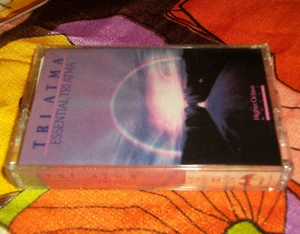 TRI ATMA
ESSENTIAL TRI ATMA
Higher Octave